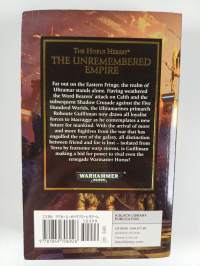 The Horus Heresy®
THE UNREMEMBERED
EMPIRE
Far out on the Eastern Fringe, the realm of
Ultramar stands alone. Having weathered
the Word Bearers' attack on Calth and the
subsequent Shadow Crusade against the Five
Hundred Worlds, the Ultramarines primarch
Roboute Guilliman now draws all loyalist
forces to Macragge as he contemplates a new
future for mankind. With the arrival of more
and more fugitives from the war that has
engulfed the rest of the galaxy, all distinction
between friend and foe is lost – isolated from
Terra by fearsome warp storms, is Guilliman
making a bid for power to rival even the
renegade Warmaster Horus?
WARHAMMER
A BLACK LIBRARY
PUBLICATION